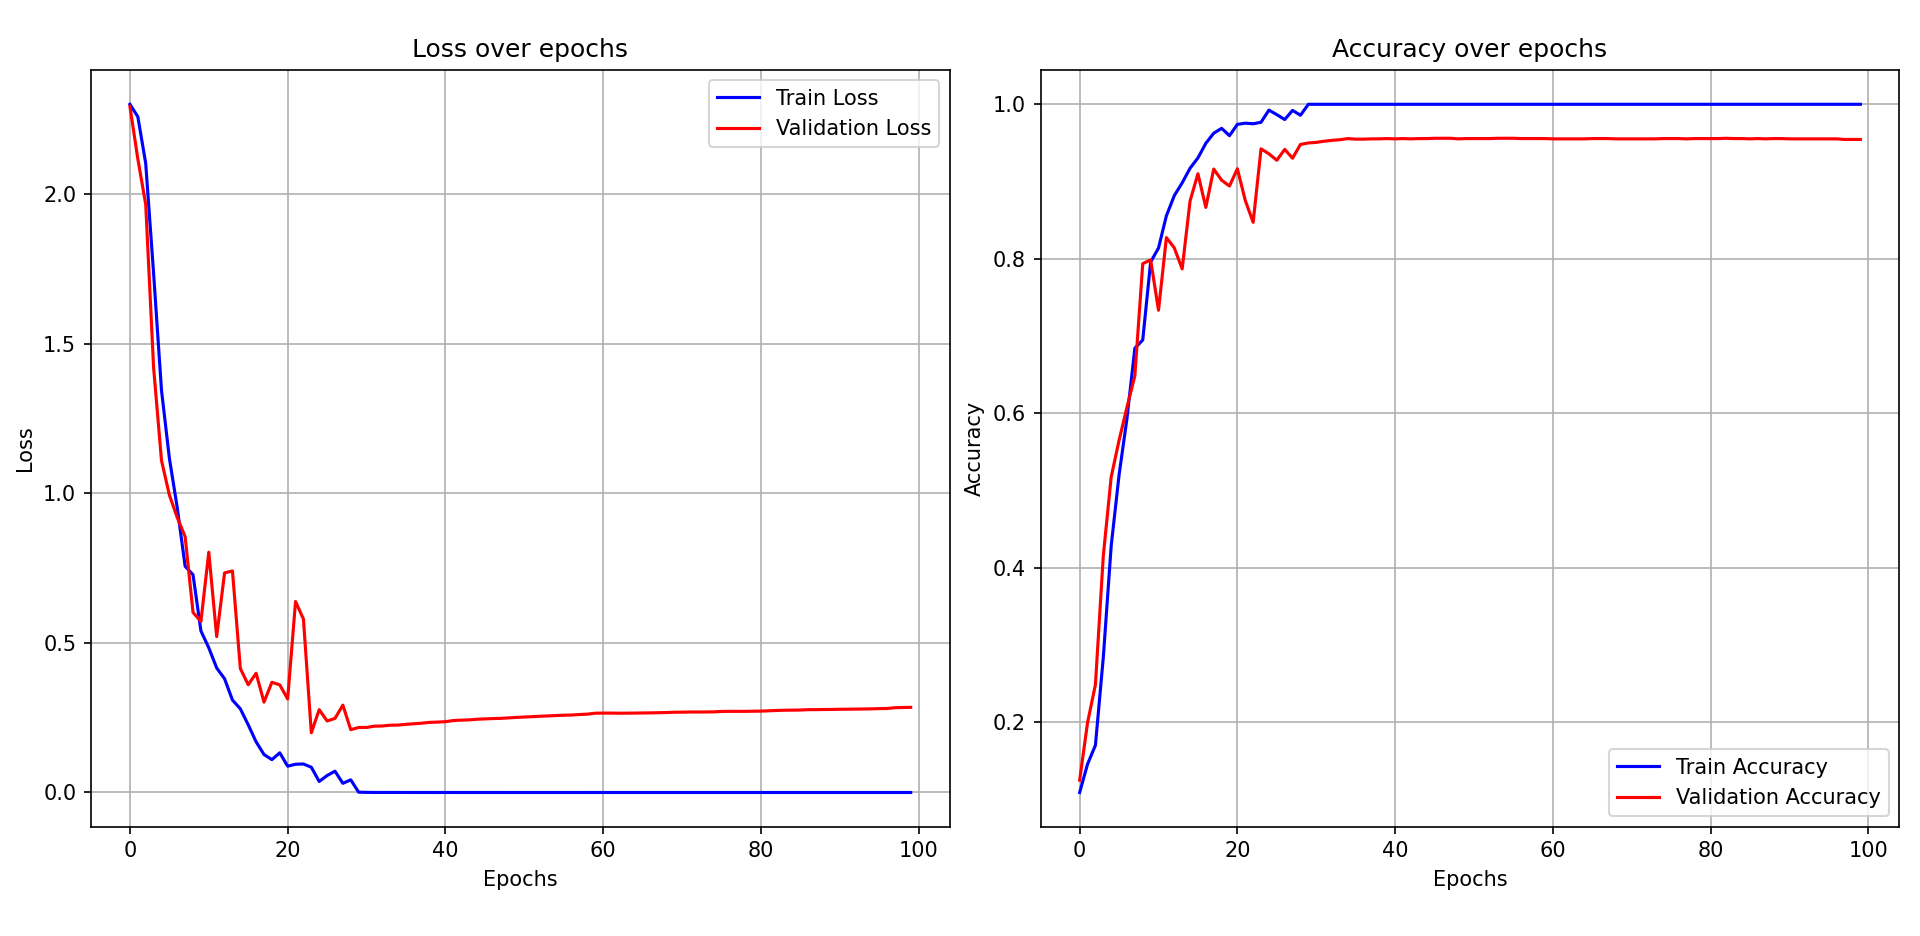 Loss over epochs
Train Loss
Validation Loss
2.0
1.5
1.0
0.5
0.0
Loss
0 20 40 60 80 100
Epochs
Accuracy over epochs
1.0
0.8
0.6
0.4
0.2
Accuracy
Train Accuracy
Validation Accuracy
0 20 40 60 80 100
Epochs